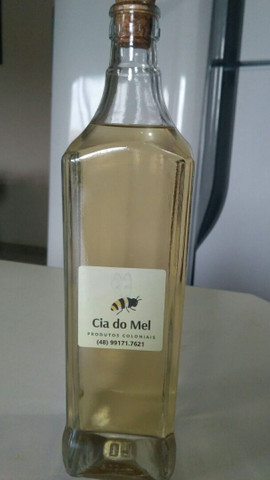 Cia do Mel
PRODUTOS COLONIAIS
(48) 99171.7621